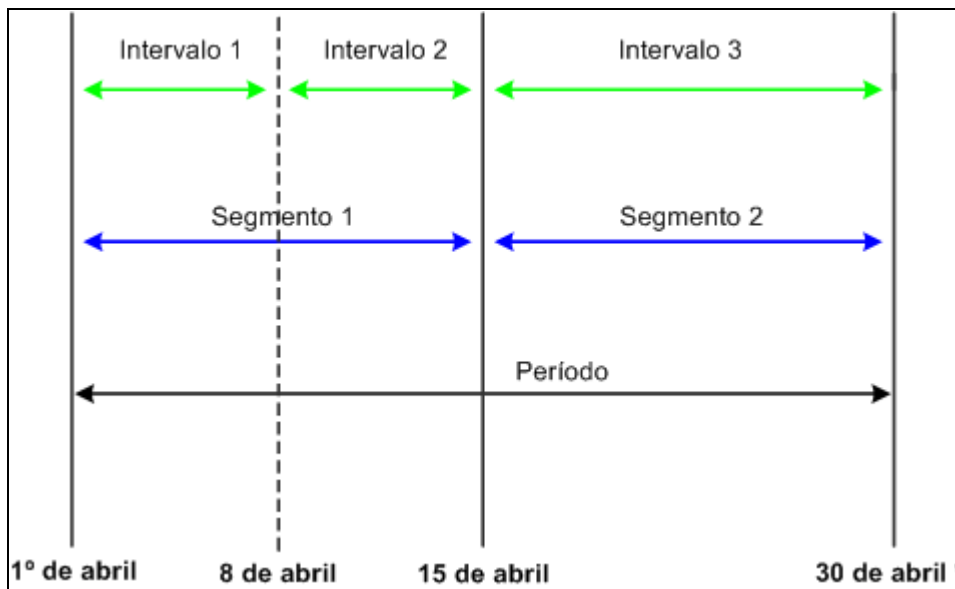 Intervalo 1 Intervalo 2 Intervalo 3
Segmento 1 Segmento 2
Período
1º de abril 8 de abril 15 de abril 30 de abril